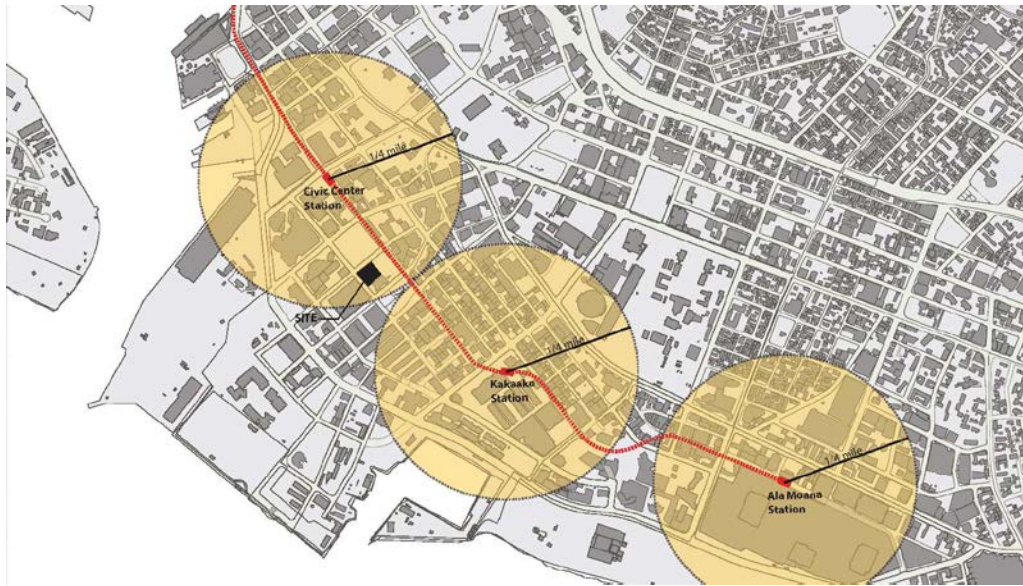 1/4 mile
Civic Center
Station
SITE
1/4 mile
Kakaako
Station
1/4 mile
Ala Moana
Station